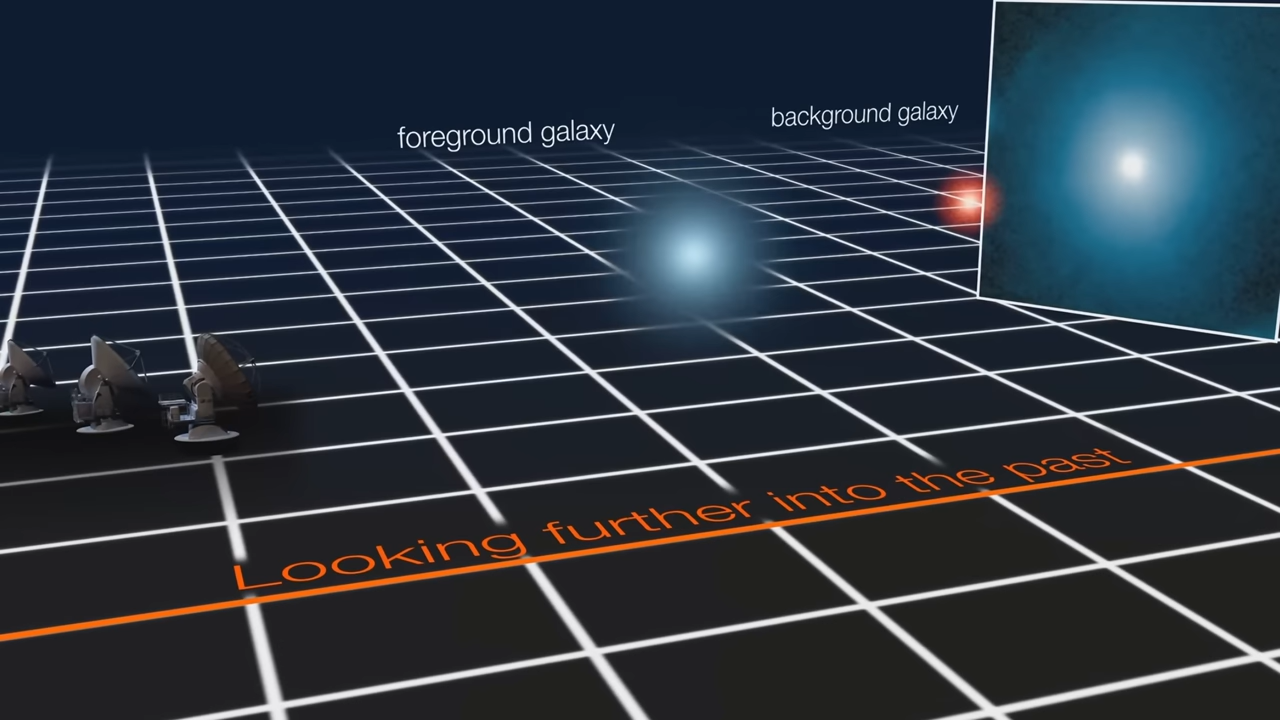 foreground galaxy
background galaxy
Looking further into the past